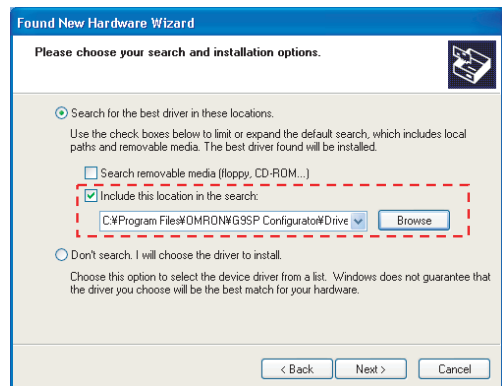 Found New Hardware Wizard
Please choose your search and installation options.
Search for the best driver in these locations.
Use the check boxes below to limit or expand the default search, which includes local
paths and removable media. The best driver found will be installed.
Search removable media (floppy, CD-ROM...)
Include this location in the search:
C:¥Program Files¥OMRON¥G9SP Configurator¥Drive
Browse
Don't search. I will choose the driver to install.
Choose this option to select the device driver from a list. Windows does not guarantee that
the driver you choose will be the best match for your hardware.
< Back Next > Cancel